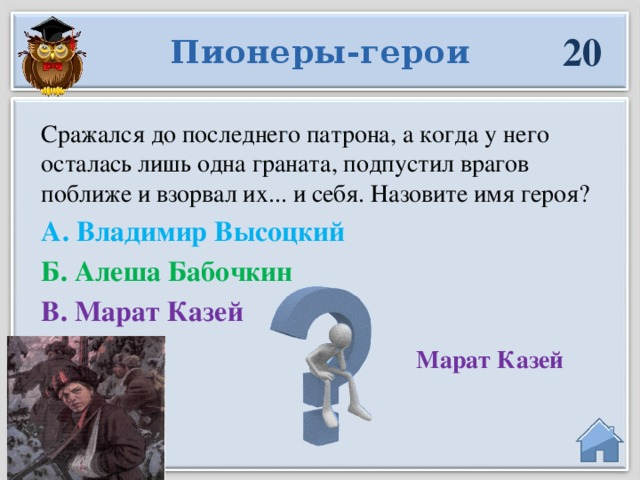 Пионеры-герои
20
Сражался до последнего патрона, а когда у него
осталась лишь одна граната, подпустил врагов
поближе и взорвал их... и себя. Назовите имя героя?
А. Владимир Высоцкий
Б. Алеша Бабочкин
В. Марат Казей
Марат Казей